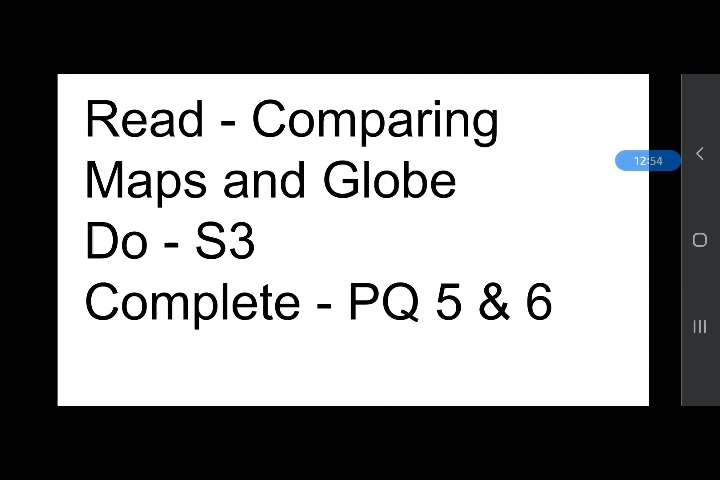 Read - Comparing
Maps and Globe
12:54
Do - S3
Complete - PQ 5 & 6